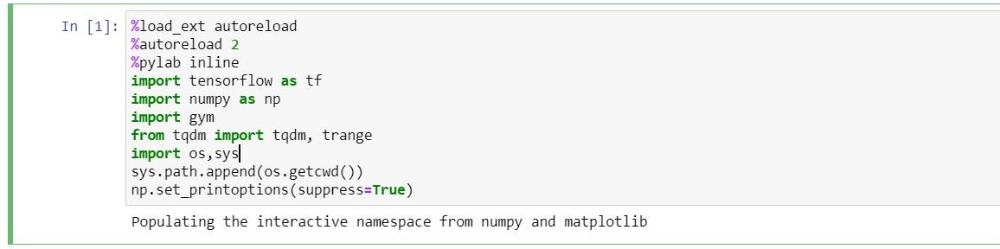 In [1]: %load_ext autoreload
%autoreload 2
%pylab inline
import tensorflow as tf
import numpy as np
import gym
from tqdm import tqdm, trange
import os,sys
sys.path.append(os.getcwd())
np.set_printoptions(suppress=True)
Populating the interactive namespace from numpy and matplotlib